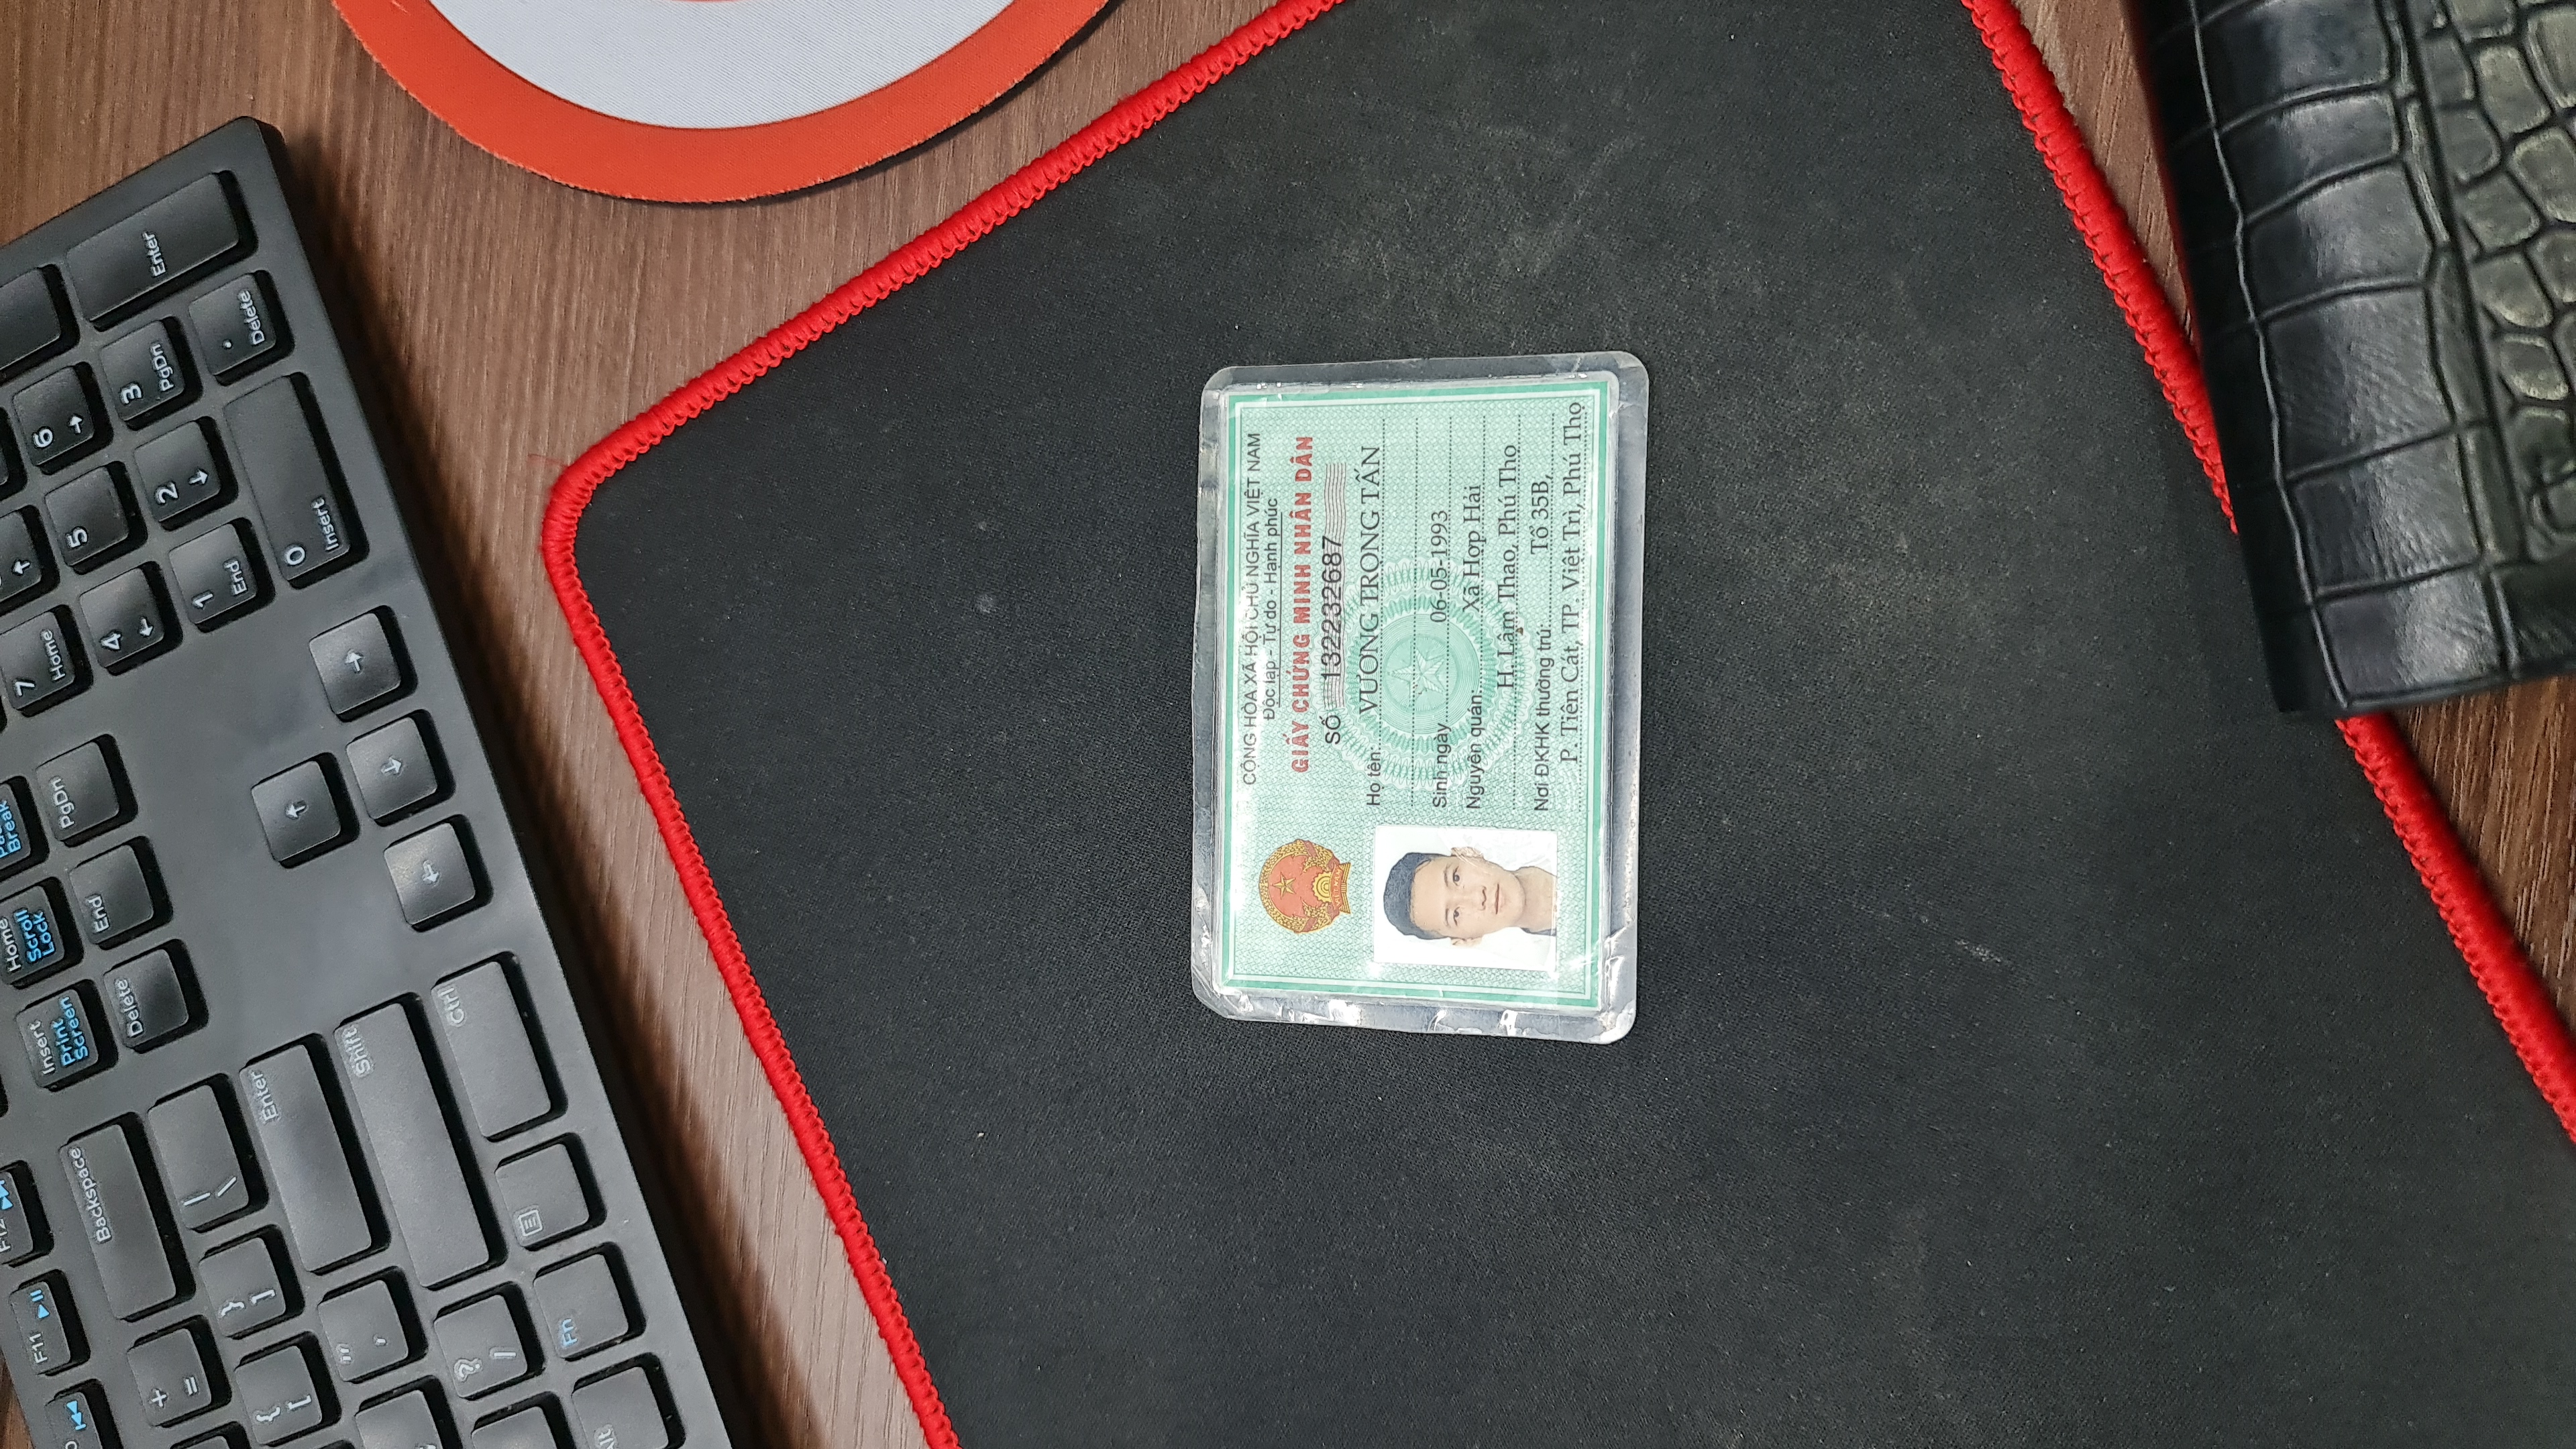 F11
F12
Insert
Print
Screen
Home
Scroll
Lock
Break
Backspace
Delete
End
PgDn
7
Home
4
5
6
1
End
2
3
PgDn
Enter
0
Insert
.
Delete
+
=
{
[
}
]
|
\
Enter
"
'
Shift
?
/
Ctrl
Fn
Alt
CỘNG HÒA XÃ HỘI CHỦ NGHĨA VIỆT NAM
Độc lập - Tự do - Hạnh phúc
GIẤY CHỨNG MINH NHÂN DÂN
SỐ 132232687
Họ tên: VƯƠNG TRỌNG TẤN
Sinh ngày 06-05-1993
Nguyên quán: Xã Hợp Hải
H. Lâm Thao, Phú Thọ
Nơi ĐKHK thường trú: Tổ 35B,
P. Tiên Cát, TP. Việt Trì, Phú Thọ
VIỆT NAM